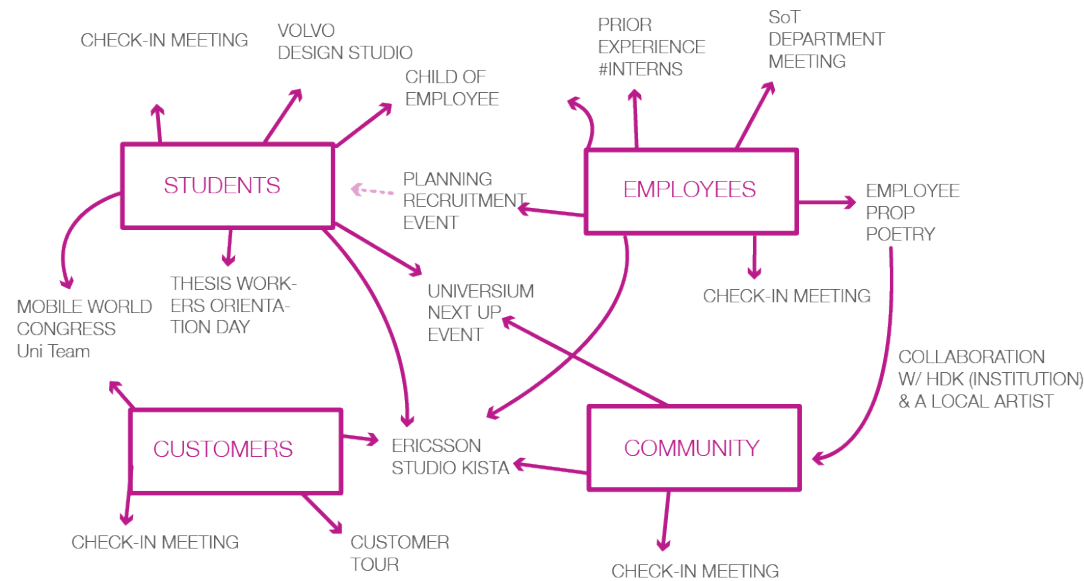 CHECK-IN MEETING
VOLVO
DESIGN STUDIO
CHILD OF
EMPLOYEE
PRIOR
EXPERIENCE
#INTERNS
SoT
DEPARTMENT
MEETING
STUDENTS
PLANNING
RECRUITMENT
EVENT
EMPLOYEES
EMPLOYEE
PROP
POETRY
MOBILE WORLD
CONGRESS
Uni Team
THESIS WORK-
ERS ORIENTA-
TION DAY
UNIVERSIUM
NEXT UP
EVENT
CHECK-IN MEETING
COLLABORATION
W/ HDK (INSTITUTION)
& A LOCAL ARTIST
CUSTOMERS
ERICSSON
STUDIO KISTA
COMMUNITY
CHECK-IN MEETING
CUSTOMER
TOUR
CHECK-IN MEETING